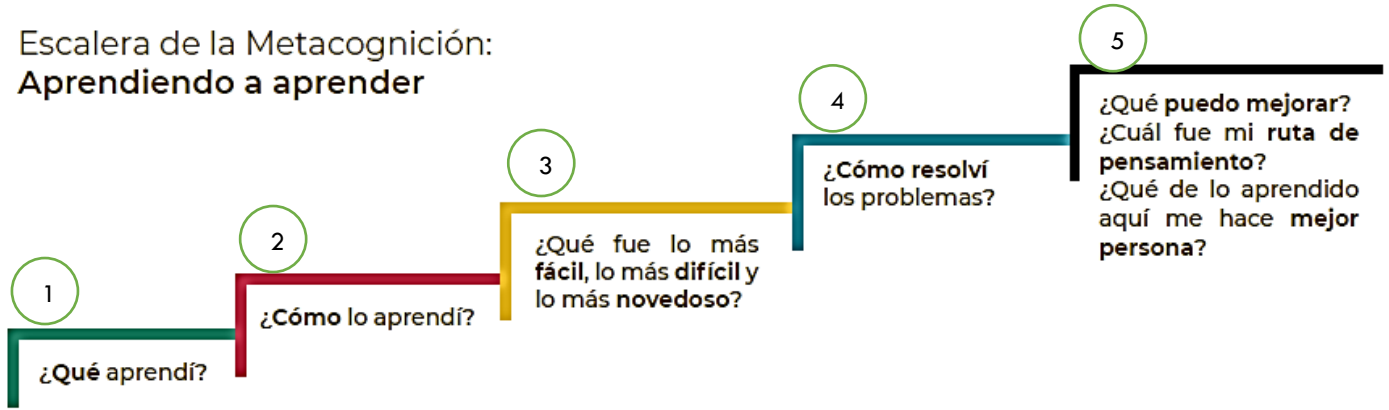 Escalera de la Metacognición:
Aprendiendo a aprender
1
¿Qué aprendí?
2
¿Cómo lo aprendí?
3
¿Qué fue lo más
fácil, lo más difícil y
lo más novedoso?
4
¿Cómo resolví
los problemas?
5
¿Qué puedo mejorar?
¿Cuál fue mi ruta de
pensamiento?
¿Qué de lo aprendido
aquí me hace mejor
persona?